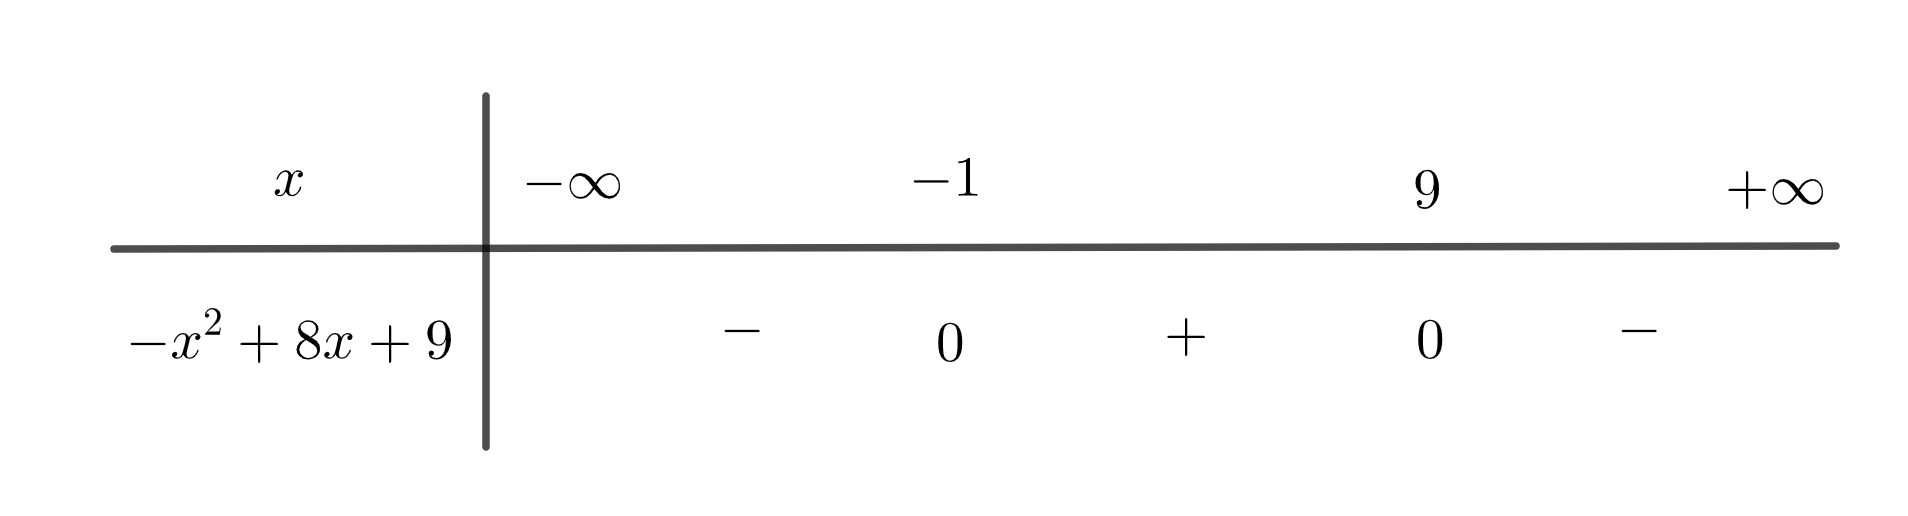 x −∞ −1 9 +∞
−x² + 8x + 9 − 0 + 0 −